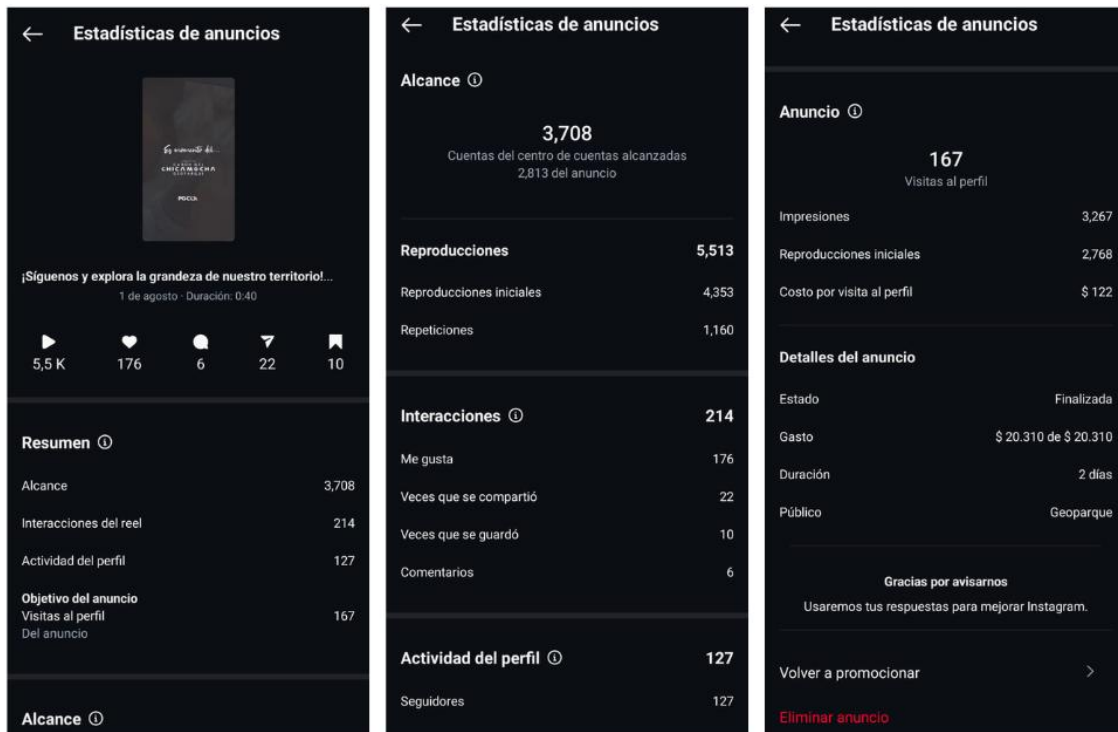 Estadísticas de anuncios
Es momento del...
CHICAMOCHA
¡Síguenos y explora la grandeza de nuestro territorio!...
1 de agosto · Duración: 0:40
5,5 K 176 6 22 10
Resumen
Alcance 3,708
Interacciones del reel 214
Actividad del perfil 127
Objetivo del anuncio
Visitas al perfil 167
Del anuncio
Alcance
Estadísticas de anuncios
Alcance
3,708
Cuentas del centro de cuentas alcanzadas
2,813 del anuncio
Reproducciones 5,513
Reproducciones iniciales 4,353
Repeticiones 1,160
Interacciones 214
Me gusta 176
Veces que se compartió 22
Veces que se guardó 10
Comentarios 6
Actividad del perfil 127
Seguidores 127
Estadísticas de anuncios
Anuncio
167
Visitas al perfil
Impresiones 3,267
Reproducciones iniciales 2,768
Costo por visita al perfil $ 122
Detalles del anuncio
Estado Finalizada
Gasto $ 20.310 de $ 20.310
Duración 2 días
Público Geoparque
Gracias por avisarnos
Usaremos tus respuestas para mejorar Instagram.
Volver a promocionar
Eliminar anuncio